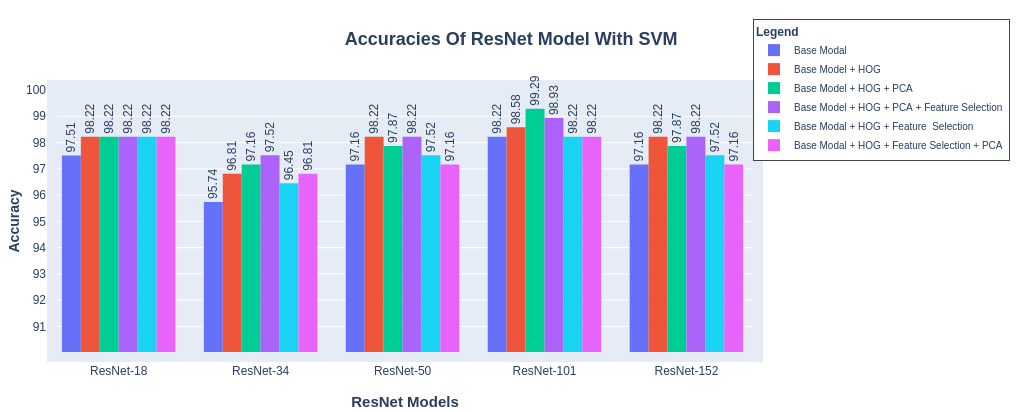 Accuracies Of ResNet Model With SVM
Legend
Base Modal
Base Model + HOG
Base Model + HOG + PCA
Base Modal + HOG + PCA + Feature Selection
Base Modal + HOG + Feature  Selection
Base Modal + HOG + Feature Selection + PCA
Accuracy
100
99
98
97
96
95
94
93
92
91
97.51 98.22 98.22 98.22 98.22 98.22
95.74 96.81 97.16 97.52 96.45 96.81
97.16 98.22 97.87 98.22 97.52 97.16
98.22 98.58 99.29 98.93 98.22 98.22
97.16 98.22 97.87 98.22 97.52 97.16
ResNet-18 ResNet-34 ResNet-50 ResNet-101 ResNet-152
ResNet Models